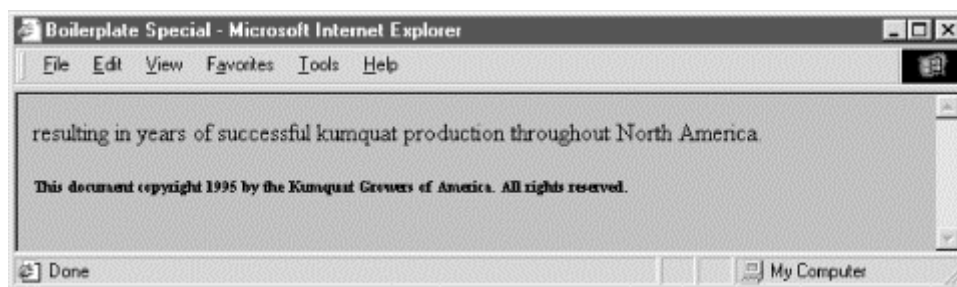 Boilerplate Special - Microsoft Internet Explorer
File Edit View Favorites Tools Help
resulting in years of successful kumquat production throughout North America.
This document copyright 1995 by the Kumquat Growers of America. All rights reserved.
Done My Computer